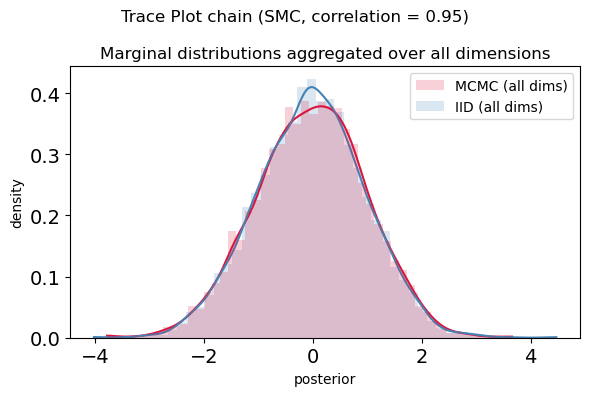 Trace Plot chain (SMC, correlation = 0.95)
Marginal distributions aggregated over all dimensions
MCMC (all dims)
IID (all dims)
density
0.4
0.3
0.2
0.1
0.0
−4
−2
0
2
4
posterior